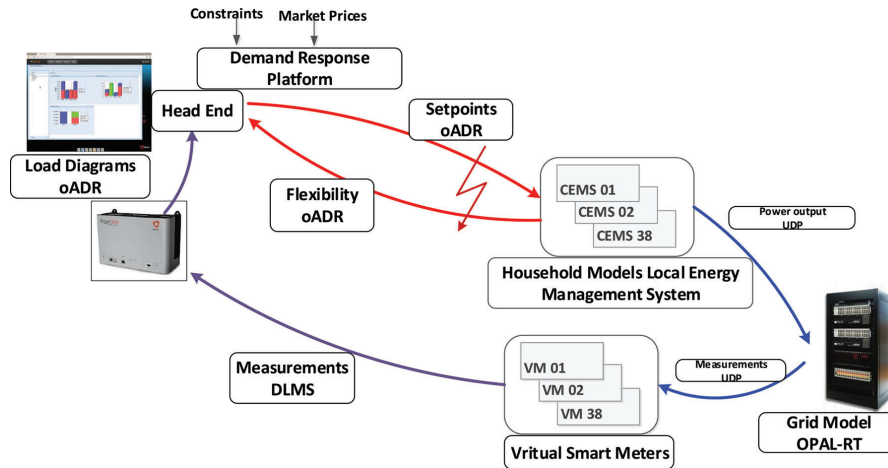 Constraints
Market Prices
Demand Response
Platform
Head End
Load Diagrams
oADR
Setpoints
oADR
Flexibility
oADR
CEMS 01
CEMS 02
CEMS 38
Household Models Local Energy
Management System
Power output
UDP
Measurements
DLMS
VM 01
VM 02
VM 38
Vritual Smart Meters
Measurements
UDP
Grid Model
OPAL-RT